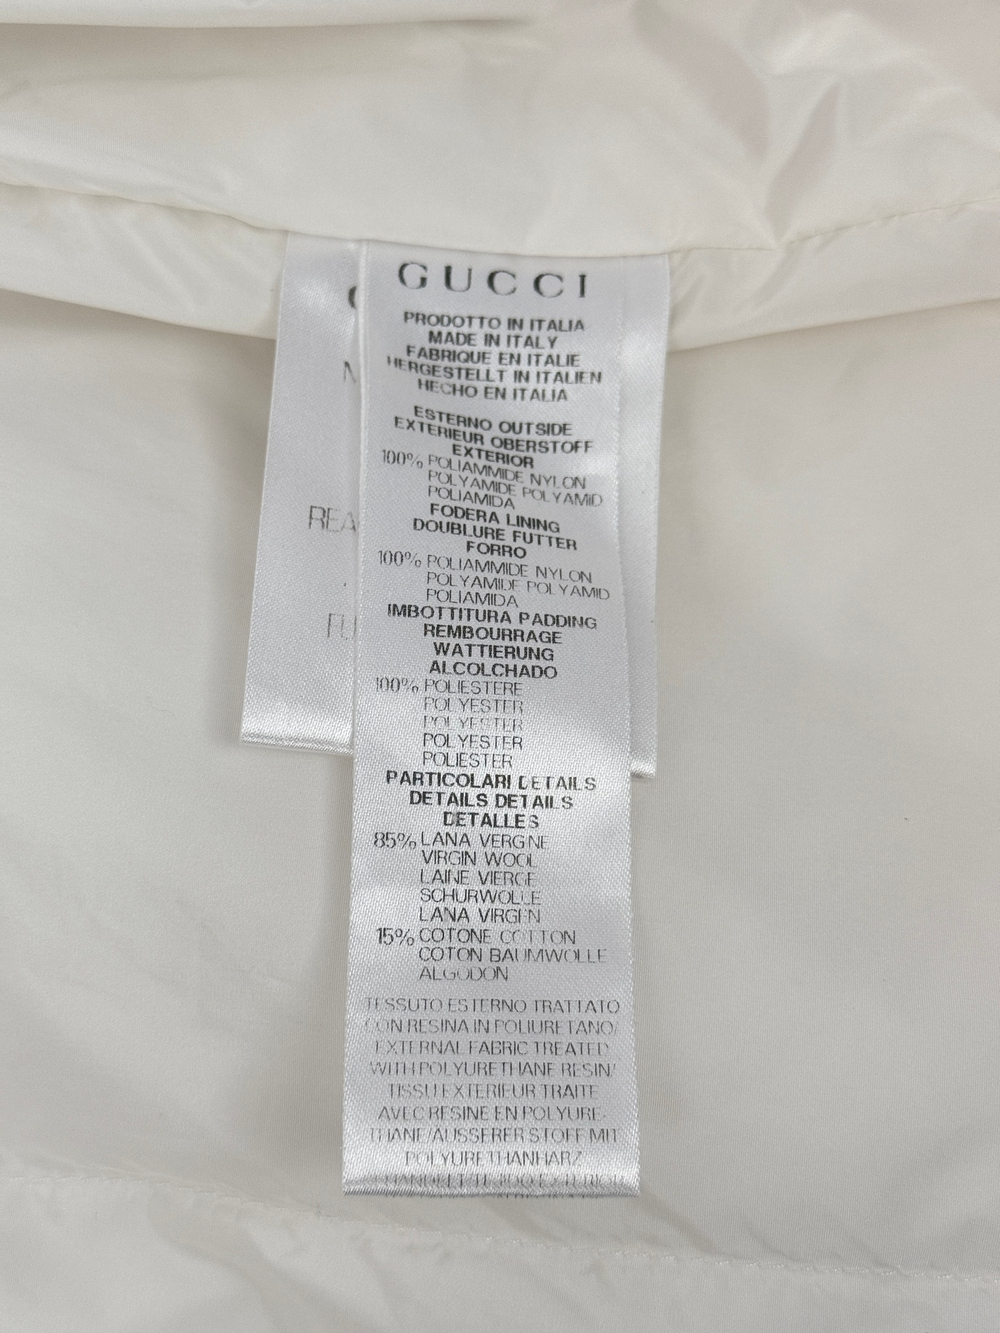 GUCCI
PRODOTTO IN ITALIA
MADE IN ITALY
FABRIQUE EN ITALIE
HERGESTELLT IN ITALIEN
HECHO EN ITALIA
ESTERNO OUTSIDE
EXTERIEUR OBERSTOFF
EXTERIOR
100% POLIAMMIDE NYLON
POLYAMIDE POLYAMID
POLIAMIDA
FODERA LINING
DOUBLURE FUTTER
FORRO
100% POLIAMMIDE NYLON
POLYAMIDE POLYAMID
POLIAMIDA
IMBOTTITURA PADDING
REMBOURRAGE
WATTIERUNG
ALCOLCHADO
100% POLIESTERE
POLYESTER
POLYESTER
POLYESTER
POLIESTER
PARTICOLARI DETAILS
DETAILS DETAILS
DETALLES
85% LANA VERGINE
VIRGIN WOOL
LAINE VIERGE
SCHURWOLLE
LANA VIRGEN
15% COTONE COTTON
COTON BAUMWOLLE
ALGODON
TESSUTO ESTERNO TRATTATO
CON RESINA IN POLIURETANO/
EXTERNAL FABRIC TREATED
WITH POLYURETHANE RESIN/
TISSU EXTERIEUR TRAITE
AVEC RESINE EN POLYURE-
THANE/AUSSERER STOFF MIT
POLYURETHANHARZ
REA
FU